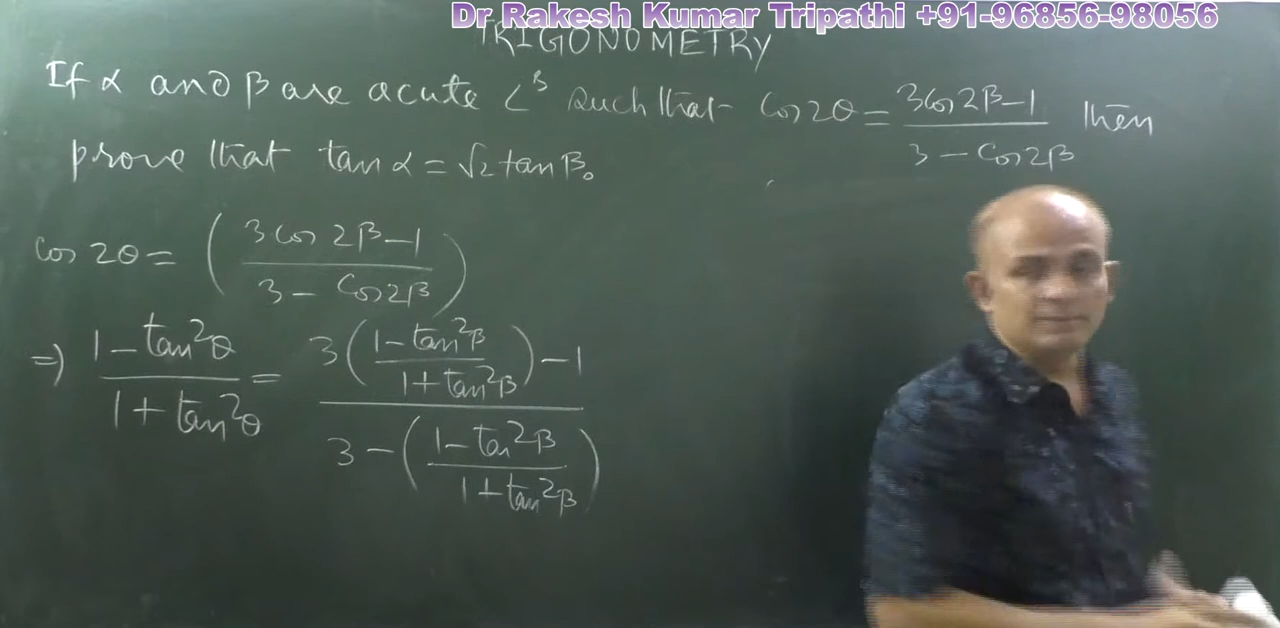 Dr Rakesh Kumar Tripathi +91-96856-98056
TRIGONOMETRY
If α and β are acute ∠s such that cos 2θ = (3cos 2β - 1)/(3 - cos 2β) then
prove that tan α = √2 tan β.
cos 2θ = ((3 cos 2β - 1)/(3 - cos 2β))
⇒) (1 - tan²θ)/(1 + tan²θ) = (3((1 - tan²β)/(1 + tan²β)) - 1)/(3 - ((1 - tan²β)/(1 + tan²β)))